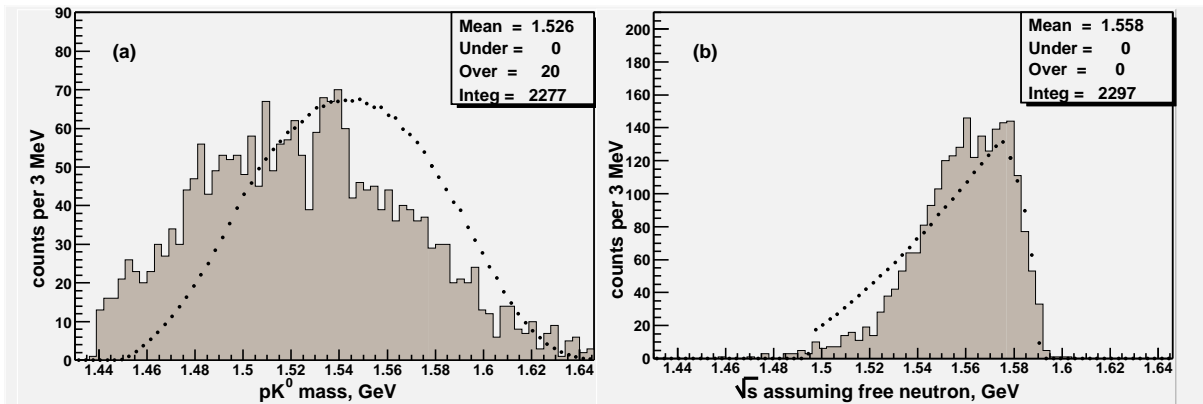 (a)
Mean = 1.526
Under = 0
Over = 20
Integ = 2277
counts per 3 MeV
90
80
70
60
50
40
30
20
10
0
1.44 1.46 1.48 1.5 1.52 1.54 1.56 1.58 1.6 1.62 1.64
pK⁰ mass, GeV
(b)
Mean = 1.558
Under = 0
Over = 0
Integ = 2297
counts per 3 MeV
200
180
160
140
120
100
80
60
40
20
0
1.44 1.46 1.48 1.5 1.52 1.54 1.56 1.58 1.6 1.62 1.64
√s assuming free neutron, GeV